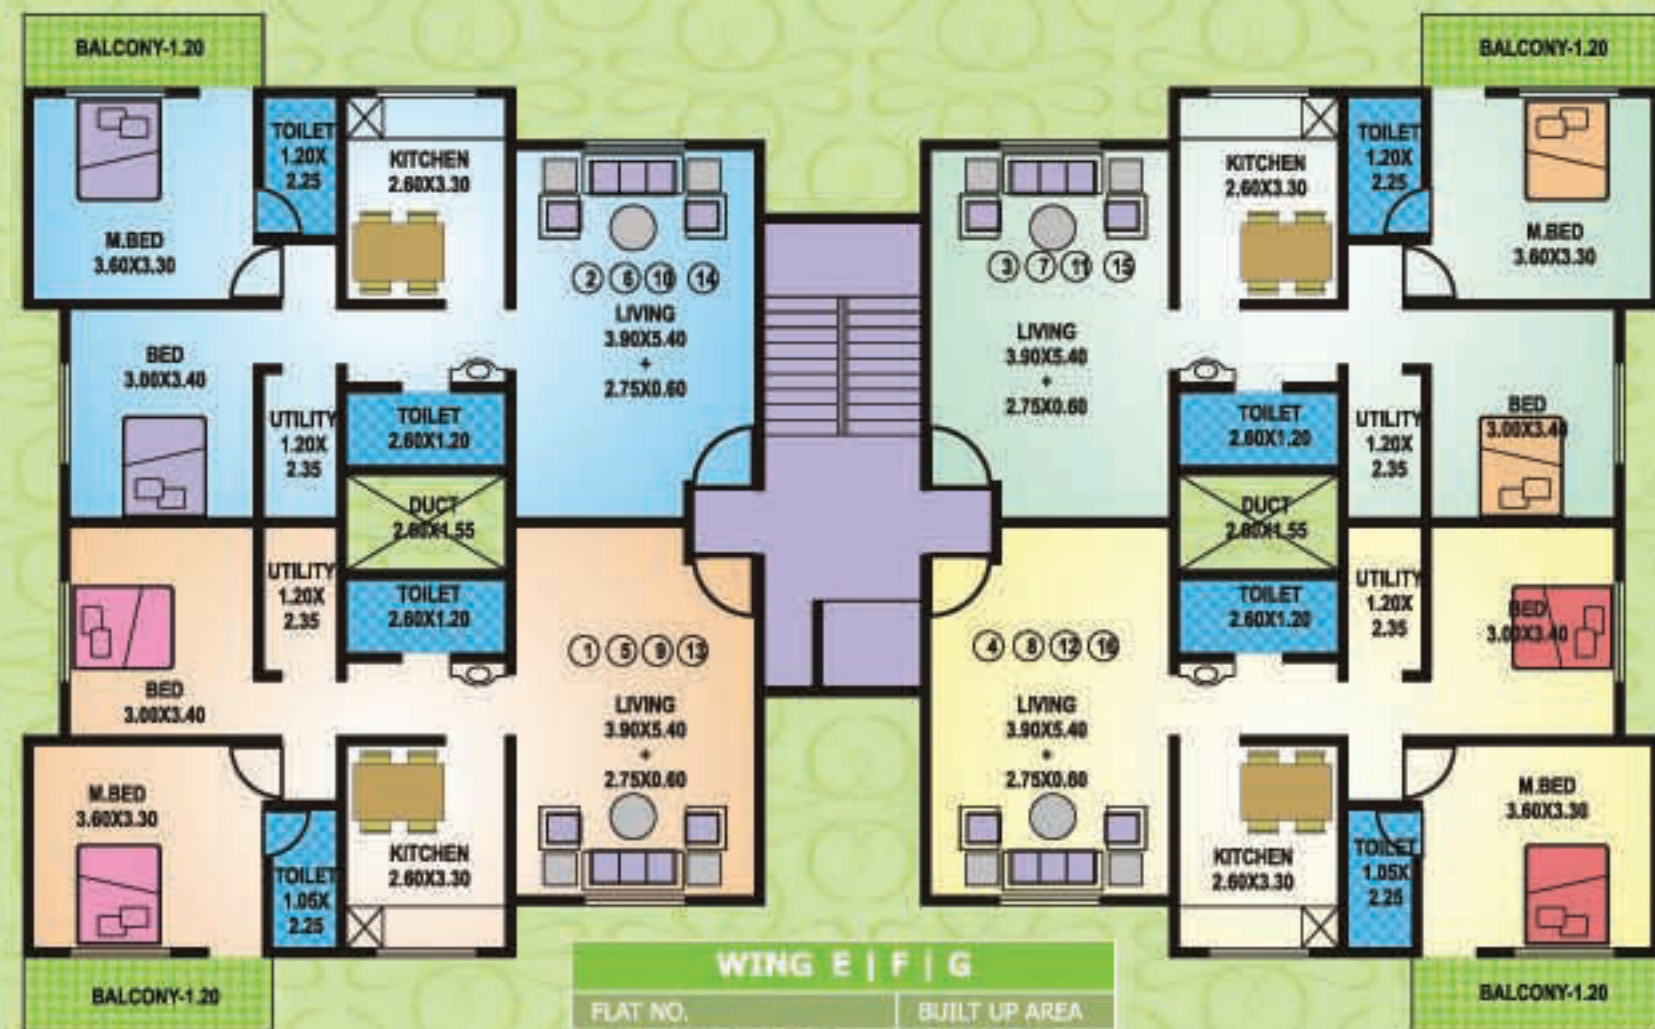 BALCONY-1.20
M.BED
3.60X3.30
TOILET
1.20X
2.25
KITCHEN
2.60X3.30
2 6 10 14
LIVING
3.90X5.40
+
2.75X0.60
BED
3.00X3.40
UTILITY
1.20X
2.35
TOILET
2.60X1.20
DUCT
2.60X1.55
BALCONY-1.20
TOILET
1.20X
2.25
KITCHEN
2.60X3.30
M.BED
3.60X3.30
3 7 11 15
LIVING
3.90X5.40
+
2.75X0.60
TOILET
2.60X1.20
UTILITY
1.20X
2.35
BED
3.00X3.40
DUCT
2.60X1.55
UTILITY
1.20X
2.35
TOILET
2.60X1.20
BED
3.00X3.40
1 5 9 13
LIVING
3.90X5.40
+
2.75X0.60
M.BED
3.60X3.30
TOILET
1.05X
2.25
KITCHEN
2.60X3.30
BALCONY-1.20
4 8 12 16
LIVING
3.90X5.40
+
2.75X0.60
TOILET
2.60X1.20
UTILITY
1.20X
2.35
BED
3.00X3.40
KITCHEN
2.60X3.30
TOILET
1.05X
2.25
M.BED
3.60X3.30
BALCONY-1.20
WING E | F | G
FLAT NO. BUILT UP AREA